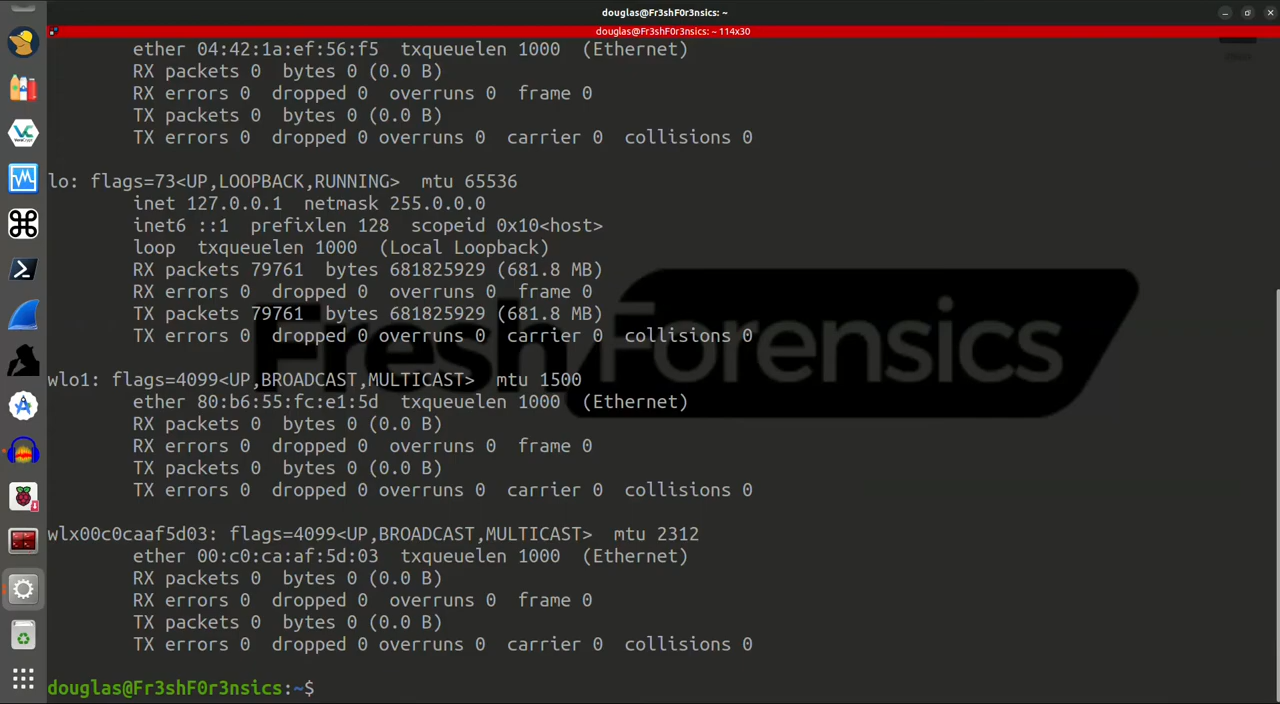 douglas@Fr3shF0r3nsics: ~
douglas@Fr3shF0r3nsics: ~ 114x30
ether 04:42:1a:ef:56:f5  txqueuelen 1000  (Ethernet)
RX packets 0  bytes 0 (0.0 B)
RX errors 0  dropped 0  overruns 0  frame 0
TX packets 0  bytes 0 (0.0 B)
TX errors 0  dropped 0 overruns 0  carrier 0  collisions 0
lo: flags=73<UP,LOOPBACK,RUNNING>  mtu 65536
inet 127.0.0.1  netmask 255.0.0.0
inet6 ::1  prefixlen 128  scopeid 0x10<host>
loop  txqueuelen 1000  (Local Loopback)
RX packets 79761  bytes 681825929 (681.8 MB)
RX errors 0  dropped 0  overruns 0  frame 0
TX packets 79761  bytes 681825929 (681.8 MB)
TX errors 0  dropped 0 overruns 0  carrier 0  collisions 0
Fresh Forensics
wlo1: flags=4099<UP,BROADCAST,MULTICAST>  mtu 1500
ether 80:b6:55:fc:e1:5d  txqueuelen 1000  (Ethernet)
RX packets 0  bytes 0 (0.0 B)
RX errors 0  dropped 0  overruns 0  frame 0
TX packets 0  bytes 0 (0.0 B)
TX errors 0  dropped 0 overruns 0  carrier 0  collisions 0
wlx00c0caaf5d03: flags=4099<UP,BROADCAST,MULTICAST>  mtu 2312
ether 00:c0:ca:af:5d:03  txqueuelen 1000  (Ethernet)
RX packets 0  bytes 0 (0.0 B)
RX errors 0  dropped 0  overruns 0  frame 0
TX packets 0  bytes 0 (0.0 B)
TX errors 0  dropped 0 overruns 0  carrier 0  collisions 0
douglas@Fr3shF0r3nsics:~$